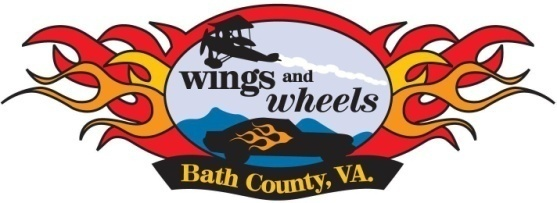 wings and
wheels
Bath County, VA.